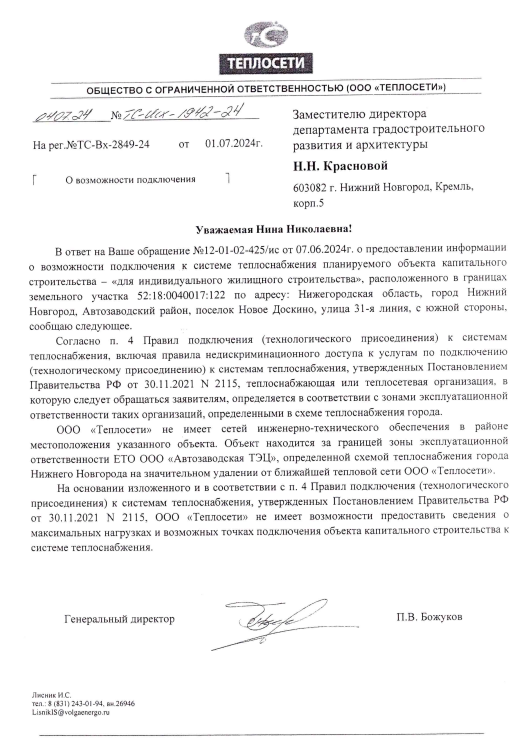 ТС
ТЕПЛОСЕТИ
ОБЩЕСТВО С ОГРАНИЧЕННОЙ ОТВЕТСТВЕННОСТЬЮ (ООО «ТЕПЛОСЕТИ»)
040724 № ТС-Исх-1942-24
На рег.№ТС-Вх-2849-24 от 01.07.2024г.
О возможности подключения
Заместителю директора
департамента градостроительного
развития и архитектуры
Н.Н. Красновой
603082 г. Нижний Новгород, Кремль,
корп.5
Уважаемая Нина Николаевна!
В ответ на Ваше обращение №12-01-02-425/ис от 07.06.2024г. о предоставлении информации
о возможности подключения к системе теплоснабжения планируемого объекта капитального
строительства – «для индивидуального жилищного строительства», расположенного в границах
земельного участка 52:18:0040017:122 по адресу: Нижегородская область, город Нижний
Новгород, Автозаводский район, поселок Новое Доскино, улица 31-я линия, с южной стороны,
сообщаю следующее.
Согласно п. 4 Правил подключения (технологического присоединения) к системам
теплоснабжения, включая правила недискриминационного доступа к услугам по подключению
(технологическому присоединению) к системам теплоснабжения, утвержденных Постановлением
Правительства РФ от 30.11.2021 N 2115, теплоснабжающая или теплосетевая организация, в
которую следует обращаться заявителям, определяется в соответствии с зонами эксплуатационной
ответственности таких организаций, определенными в схеме теплоснабжения города.
ООО «Теплосети» не имеет сетей инженерно-технического обеспечения в районе
местоположения указанного объекта. Объект находится за границей зоны эксплуатационной
ответственности ЕТО ООО «Автозаводская ТЭЦ», определенной схемой теплоснабжения города
Нижнего Новгорода на значительном удалении от ближайшей тепловой сети ООО «Теплосети».
На основании изложенного и в соответствии с п. 4 Правил подключения (технологического
присоединения) к системам теплоснабжения, утвержденных Постановлением Правительства РФ
от 30.11.2021 N 2115, ООО «Теплосети» не имеет возможности предоставить сведения о
максимальных нагрузках и возможных точках подключения объекта капитального строительства к
системе теплоснабжения.
Генеральный директор П.В. Божуков
Лисник И.С.
тел.: 8 (831) 243-01-94, вн.26946
LisnikIS@volgaenergo.ru